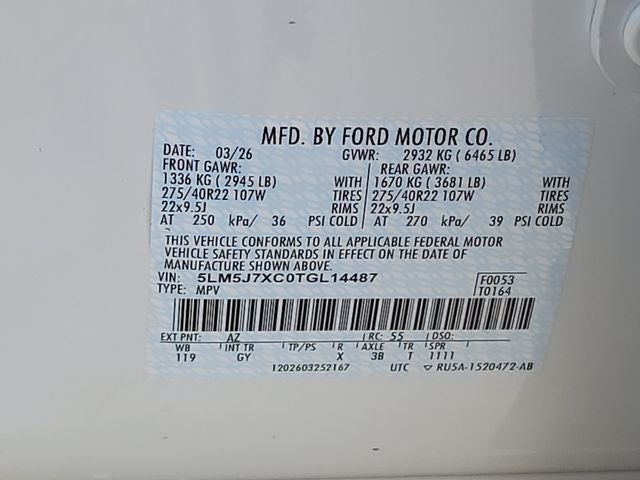 MFD. BY FORD MOTOR CO.
DATE: 03/26 GVWR: 2932 KG ( 6465 LB)
FRONT GAWR: REAR GAWR:
1336 KG ( 2945 LB) WITH 1670 KG ( 3681 LB) WITH
275/40R22 107W TIRES 275/40R22 107W TIRES
22x9.5J RIMS 22x9.5J RIMS
AT 250 kPa/ 36 PSI COLD AT 270 kPa/ 39 PSI COLD
THIS VEHICLE CONFORMS TO ALL APPLICABLE FEDERAL MOTOR
VEHICLE SAFETY STANDARDS IN EFFECT ON THE DATE OF
MANUFACTURE SHOWN ABOVE.
VIN: 5LM5J7XC0TGL14487 F0053
TYPE: MPV T0164
EXT PNT: AZ RC: 55 DSO:
WB INT TR TP/PS R AXLE TR SPR
119 GY X 3B T 1111
1202603252167 UTC ▽ RU5A-1520472-AB